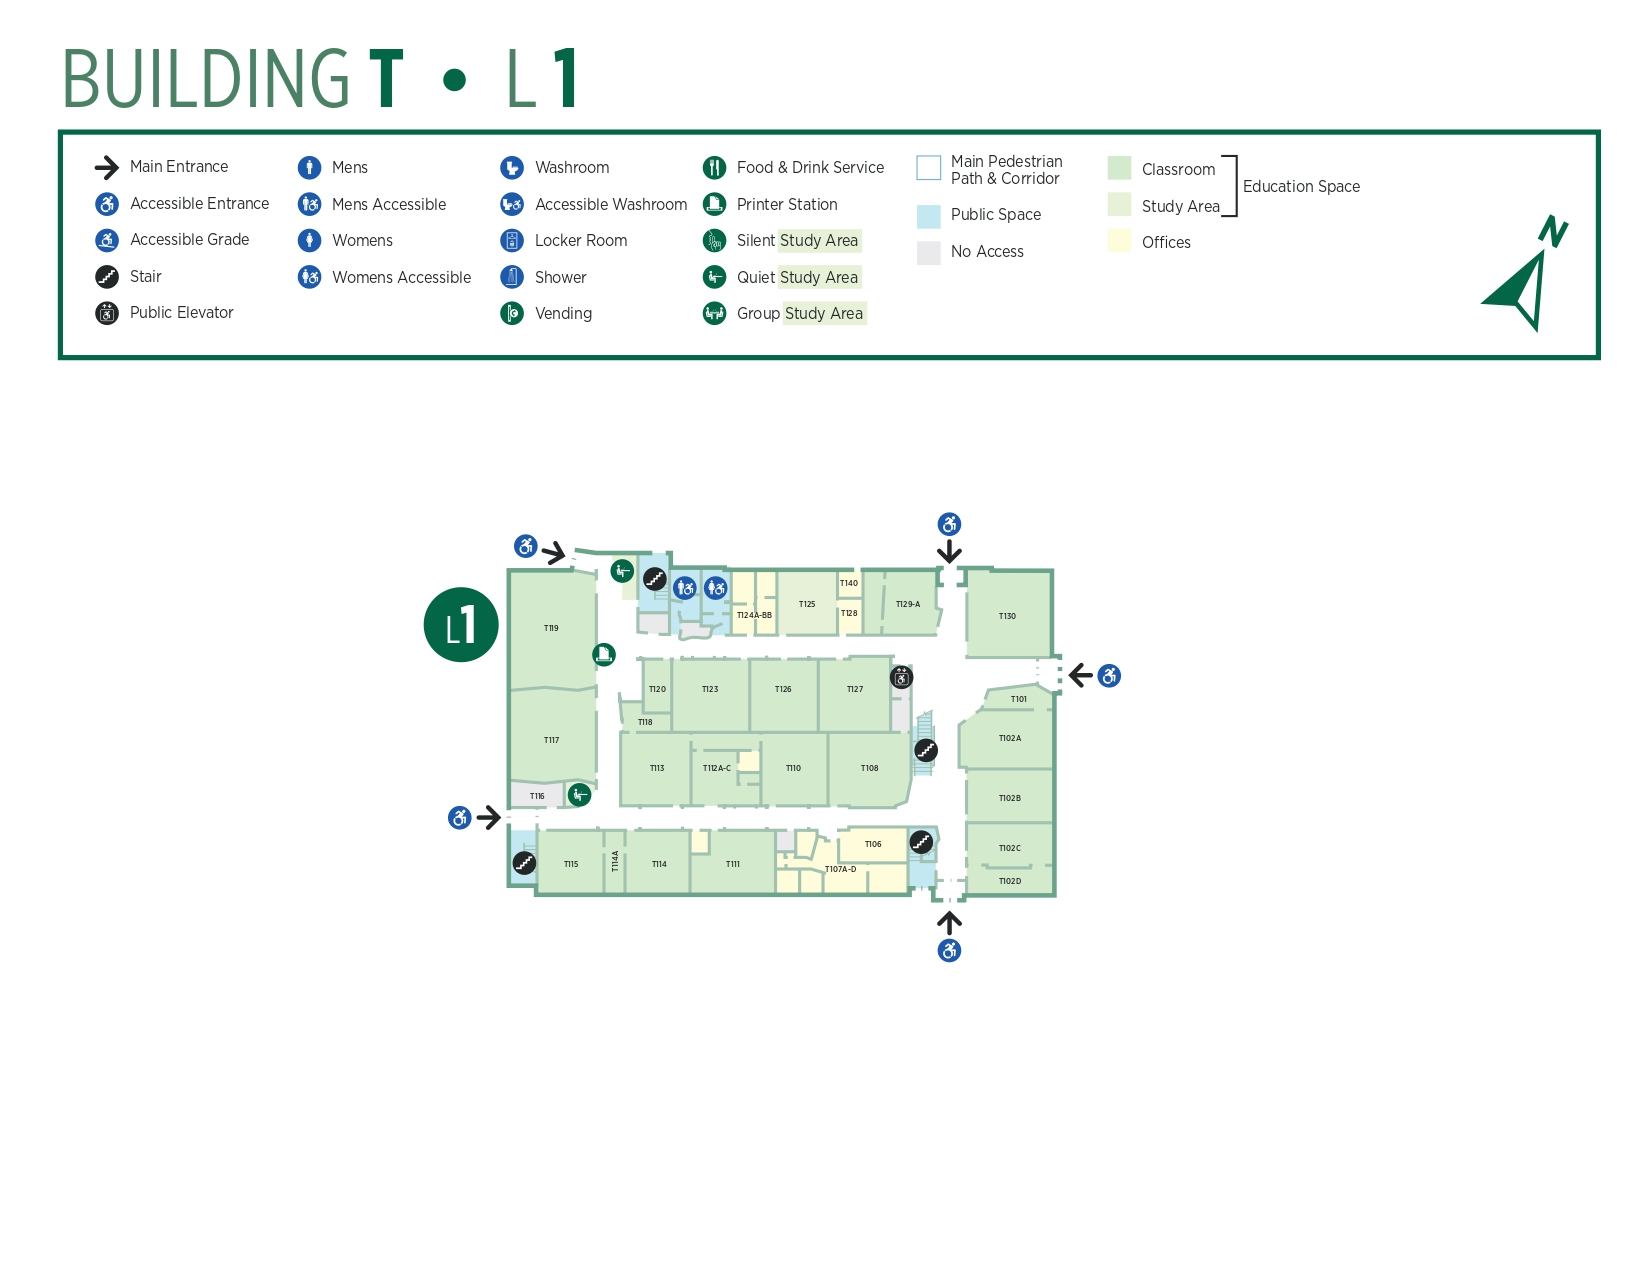 BUILDING T • L 1
Main Entrance
Accessible Entrance
Accessible Grade
Stair
Public Elevator
Mens
Mens Accessible
Womens
Womens Accessible
Washroom
Accessible Washroom
Locker Room
Shower
Vending
Food & Drink Service
Printer Station
Silent Study Area
Quiet Study Area
Group Study Area
Main Pedestrian
Path & Corridor
Public Space
No Access
Classroom
Study Area
Offices
Education Space
N
L1
T119
T117
T116
T124A-BB
T125
T140
T128
T129-A
T130
T120
T123
T126
T127
T118
T101
T102A
T113
T112A-C
T110
T108
T102B
T102C
T102D
T115
T114A
T114
T111
T107A-D
T106